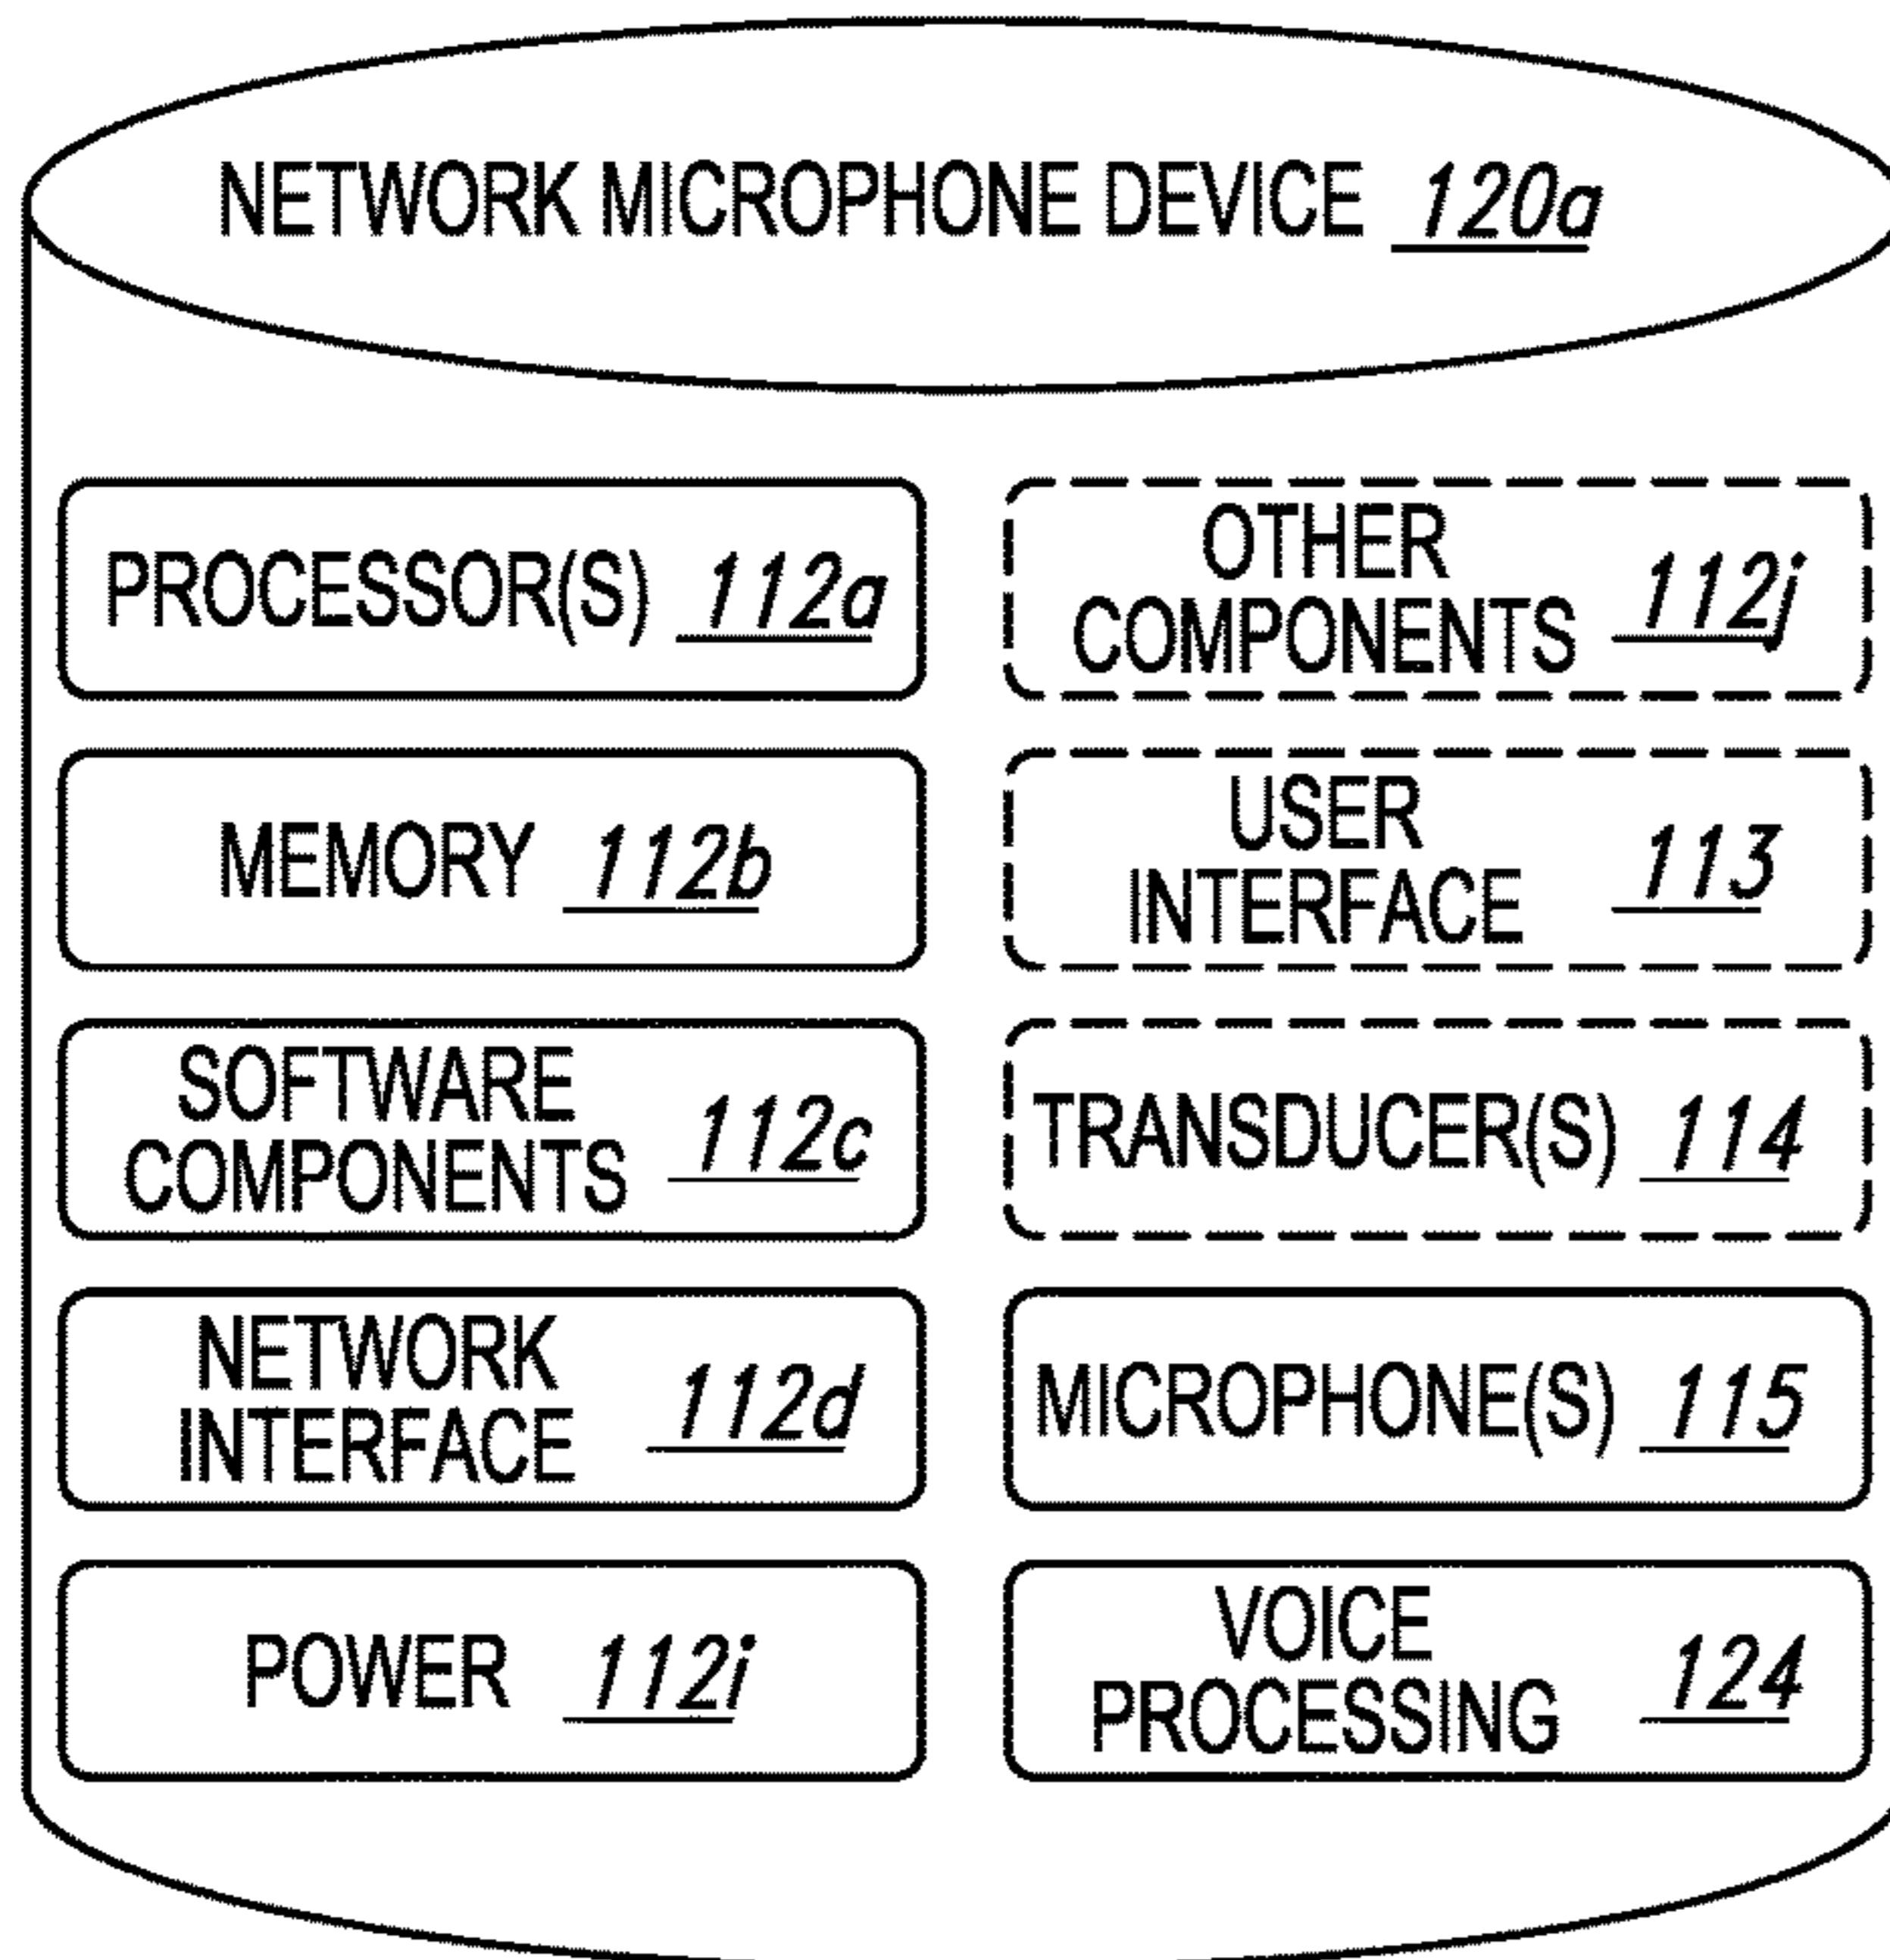 NETWORK MICROPHONE DEVICE 120a
PROCESSOR(S) 112a
MEMORY 112b
SOFTWARE
COMPONENTS 112c
NETWORK
INTERFACE 112d
POWER 112i
OTHER
COMPONENTS 112j
USER
INTERFACE 113
TRANSDUCER(S) 114
MICROPHONE(S) 115
VOICE
PROCESSING 124